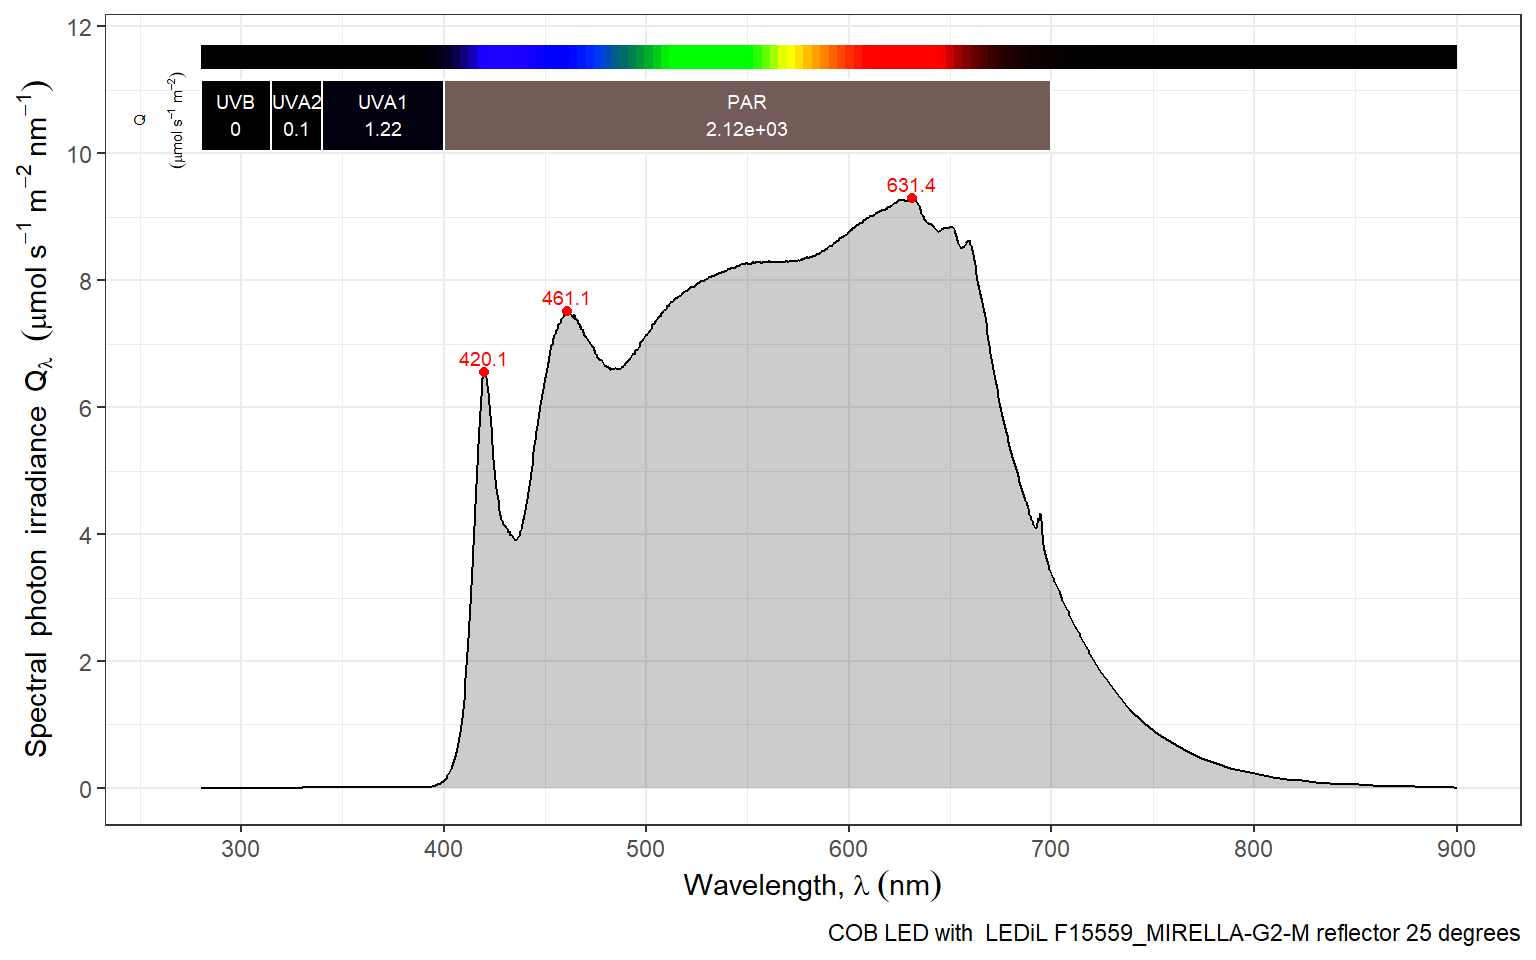 12
10
8
6
4
2
0
Spectral photon irradiance Qλ (μmol s−1 m−2 nm−1)
Q
(μmol s−1 m−2)
UVB
0
UVA2
0.1
UVA1
1.22
PAR
2.12e+03
420.1
461.1
631.4
300 400 500 600 700 800 900
Wavelength, λ (nm)
COB LED with LEDiL F15559_MIRELLA-G2-M reflector 25 degrees